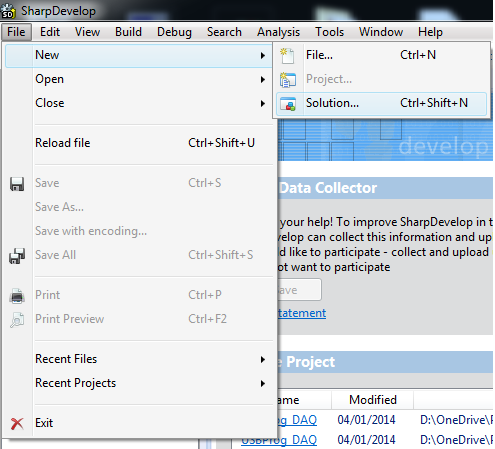 SharpDevelop
File Edit View Build Debug Search Analysis Tools Window Help
New
Open
Close
Reload file Ctrl+Shift+U
Save Ctrl+S
Save As...
Save with encoding...
Save All Ctrl+Shift+S
Print Ctrl+P
Print Preview Ctrl+F2
Recent Files
Recent Projects
Exit
File... Ctrl+N
Project...
Solution... Ctrl+Shift+N
develop
Data Collector
your help! To improve SharpDevelop in t
elop can collect this information and up
d like to participate - collect and upload
ot want to participate
ave
tatement
e Project
ame Modified
USBProg_DAQ 04/01/2014 D:\OneDrive\P
USBProg_DAQ 04/01/2014 D:\OneDrive\P